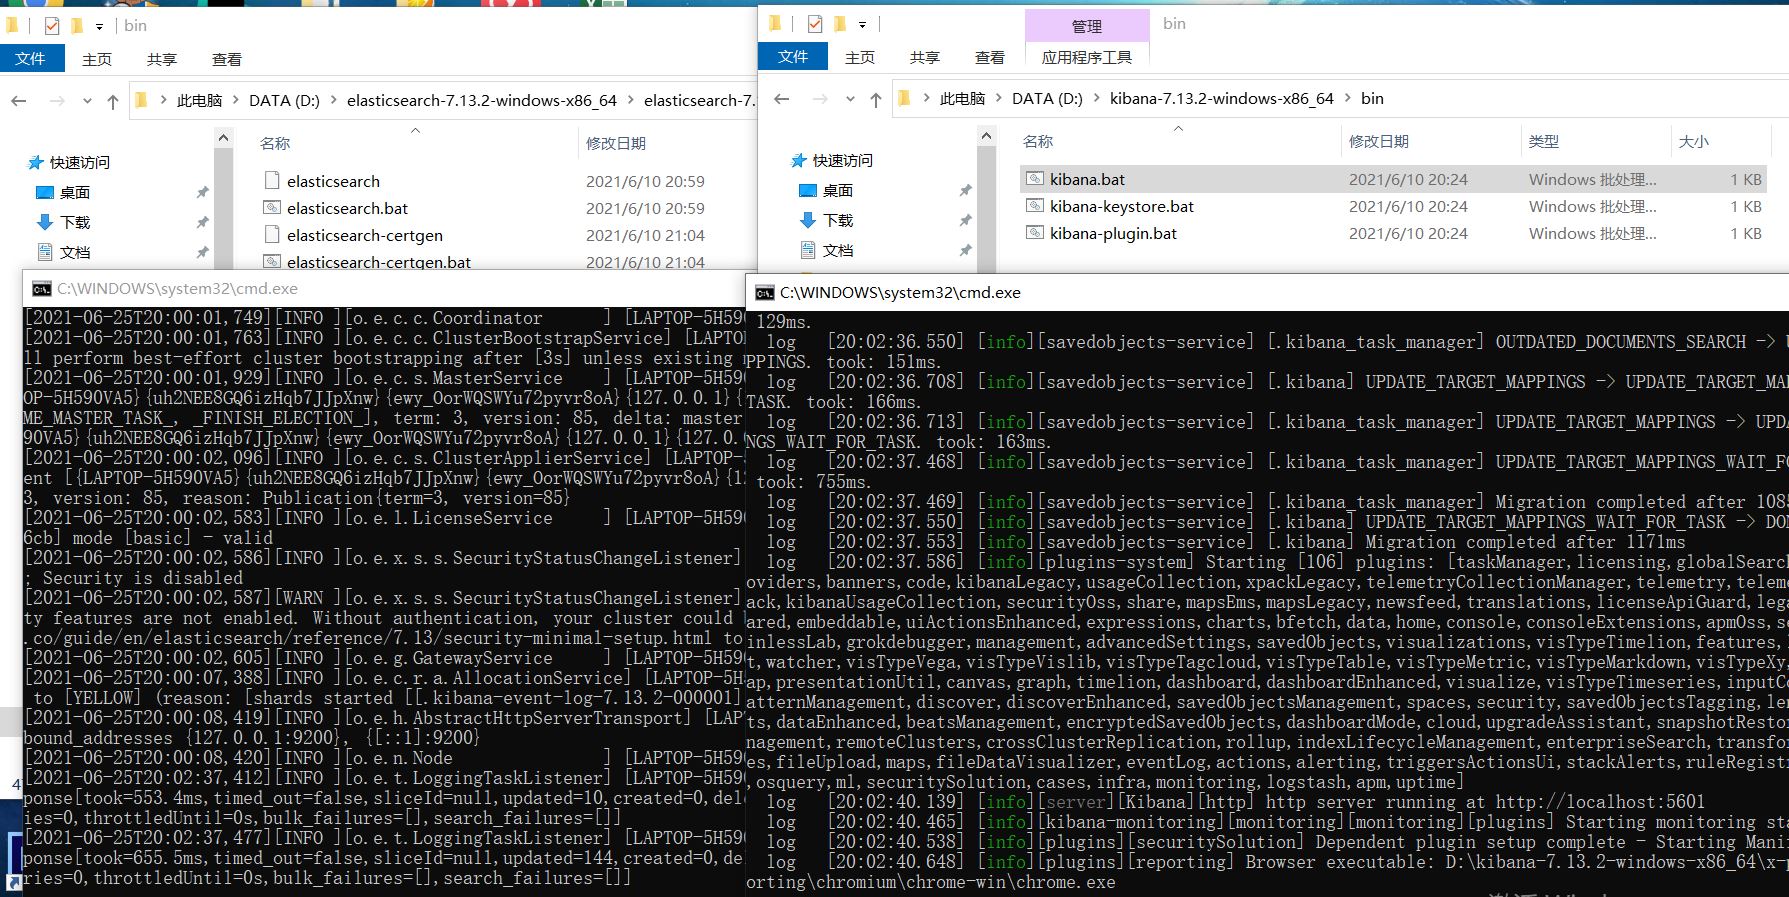 bin
文件 主页 共享 查看
此电脑 DATA (D:) elasticsearch-7.13.2-windows-x86_64 elasticsearch-7.
名称 修改日期
快速访问
桌面
下载
文档
elasticsearch 2021/6/10 20:59
elasticsearch.bat 2021/6/10 20:59
elasticsearch-certgen 2021/6/10 21:04
elasticsearch-certgen.bat 2021/6/10 21:04
管理 bin
文件 主页 共享 查看 应用程序工具
此电脑 DATA (D:) kibana-7.13.2-windows-x86_64 bin
名称 修改日期 类型 大小
快速访问
桌面
下载
文档
kibana.bat 2021/6/10 20:24 Windows 批处理... 1 KB
kibana-keystore.bat 2021/6/10 20:24 Windows 批处理... 1 KB
kibana-plugin.bat 2021/6/10 20:24 Windows 批处理... 1 KB
C:\WINDOWS\system32\cmd.exe
[2021-06-25T20:00:01,749][INFO ][o.e.c.c.Coordinator      ] [LAPTOP-5H590
[2021-06-25T20:00:01,763][INFO ][o.e.c.c.ClusterBootstrapService] [LAPTO
ll perform best-effort cluster bootstrapping after [3s] unless existing
[2021-06-25T20:00:01,929][INFO ][o.e.c.s.MasterService    ] [LAPTOP-5H590
OP-5H590VA5}{uh2NEE8GQ6izHqb7JJpXnw}{ewy_OorWQSWYu72pyvr8oA}{127.0.0.1}{
ME_MASTER_TASK_, _FINISH_ELECTION_], term: 3, version: 85, delta: master
90VA5}{uh2NEE8GQ6izHqb7JJpXnw}{ewy_OorWQSWYu72pyvr8oA}{127.0.0.1}{127.0.
[2021-06-25T20:00:02,096][INFO ][o.e.c.s.ClusterApplierService] [LAPTOP-
ent [{LAPTOP-5H590VA5}{uh2NEE8GQ6izHqb7JJpXnw}{ewy_OorWQSWYu72pyvr8oA}{12
3, version: 85, reason: Publication{term=3, version=85}
[2021-06-25T20:00:02,583][INFO ][o.e.l.LicenseService     ] [LAPTOP-5H590
6cb] mode [basic] - valid
[2021-06-25T20:00:02,586][INFO ][o.e.x.s.s.SecurityStatusChangeListener]
; Security is disabled
[2021-06-25T20:00:02,587][WARN ][o.e.x.s.s.SecurityStatusChangeListener]
ty features are not enabled. Without authentication, your cluster could
.co/guide/en/elasticsearch/reference/7.13/security-minimal-setup.html to
[2021-06-25T20:00:02,605][INFO ][o.e.g.GatewayService     ] [LAPTOP-5H590
[2021-06-25T20:00:07,388][INFO ][o.e.c.r.a.AllocationService] [LAPTOP-5H
to [YELLOW] (reason: [shards started [[.kibana-event-log-7.13.2-000001]
[2021-06-25T20:00:08,419][INFO ][o.e.h.AbstractHttpServerTransport] [LAP
bound_addresses {127.0.0.1:9200}, {[::1]:9200}
[2021-06-25T20:00:08,420][INFO ][o.e.n.Node               ] [LAPTOP-5H590
[2021-06-25T20:02:37,412][INFO ][o.e.t.LoggingTaskListener] [LAPTOP-5H59
ponse[took=553.4ms,timed_out=false,sliceId=null,updated=10,created=0,del
ies=0,throttledUntil=0s,bulk_failures=[],search_failures=[]]
[2021-06-25T20:02:37,477][INFO ][o.e.t.LoggingTaskListener] [LAPTOP-5H59
ponse[took=655.5ms,timed_out=false,sliceId=null,updated=144,created=0,de
ries=0,throttledUntil=0s,bulk_failures=[],search_failures=[]]
C:\WINDOWS\system32\cmd.exe
129ms.
log   [20:02:36.550] [info][savedobjects-service] [.kibana_task_manager] OUTDATED_DOCUMENTS_SEARCH -> U
PPINGS. took: 151ms.
log   [20:02:36.708] [info][savedobjects-service] [.kibana] UPDATE_TARGET_MAPPINGS -> UPDATE_TARGET_MA
TASK. took: 166ms.
log   [20:02:36.713] [info][savedobjects-service] [.kibana_task_manager] UPDATE_TARGET_MAPPINGS -> UPDA
NGS_WAIT_FOR_TASK. took: 163ms.
log   [20:02:37.468] [info][savedobjects-service] [.kibana_task_manager] UPDATE_TARGET_MAPPINGS_WAIT_FO
took: 755ms.
log   [20:02:37.469] [info][savedobjects-service] [.kibana_task_manager] Migration completed after 1085
log   [20:02:37.550] [info][savedobjects-service] [.kibana] UPDATE_TARGET_MAPPINGS_WAIT_FOR_TASK -> DON
log   [20:02:37.553] [info][savedobjects-service] [.kibana] Migration completed after 1171ms
log   [20:02:37.586] [info][plugins-system] Starting [106] plugins: [taskManager,licensing,globalSearch
oviders,banners,code,kibanaLegacy,usageCollection,xpackLegacy,telemetryCollectionManager,telemetry,teleme
ack,kibanaUsageCollection,securityOss,share,mapsEms,mapsLegacy,newsfeed,translations,licenseApiGuard,lega
ared,embeddable,uiActionsEnhanced,expressions,charts,bfetch,data,home,console,consoleExtensions,apmOss,se
inlessLab,grokdebugger,management,advancedSettings,savedObjects,visualizations,visTypeTimelion,features,
t,watcher,visTypeVega,visTypeVislib,visTypeTagcloud,visTypeTable,visTypeMetric,visTypeMarkdown,visTypeXy,
ap,presentationUtil,canvas,graph,timelion,dashboard,dashboardEnhanced,visualize,visTypeTimeseries,inputCo
atternManagement,discover,discoverEnhanced,savedObjectsManagement,spaces,security,savedObjectsTagging,len
ts,dataEnhanced,beatsManagement,encryptedSavedObjects,dashboardMode,cloud,upgradeAssistant,snapshotRestor
nagement,remoteClusters,crossClusterReplication,rollup,indexLifecycleManagement,enterpriseSearch,transfo
es,fileUpload,maps,fileDataVisualizer,eventLog,actions,alerting,triggersActionsUi,stackAlerts,ruleRegistr
,osquery,ml,securitySolution,cases,infra,monitoring,logstash,apm,uptime]
log   [20:02:40.139] [info][server][Kibana][http] http server running at http://localhost:5601
log   [20:02:40.465] [info][kibana-monitoring][monitoring][monitoring][plugins] Starting monitoring sta
log   [20:02:40.538] [info][plugins][securitySolution] Dependent plugin setup complete - Starting Mani
log   [20:02:40.648] [info][plugins][reporting] Browser executable: D:\kibana-7.13.2-windows-x86_64\x-p
orting\chromium\chrome-win\chrome.exe